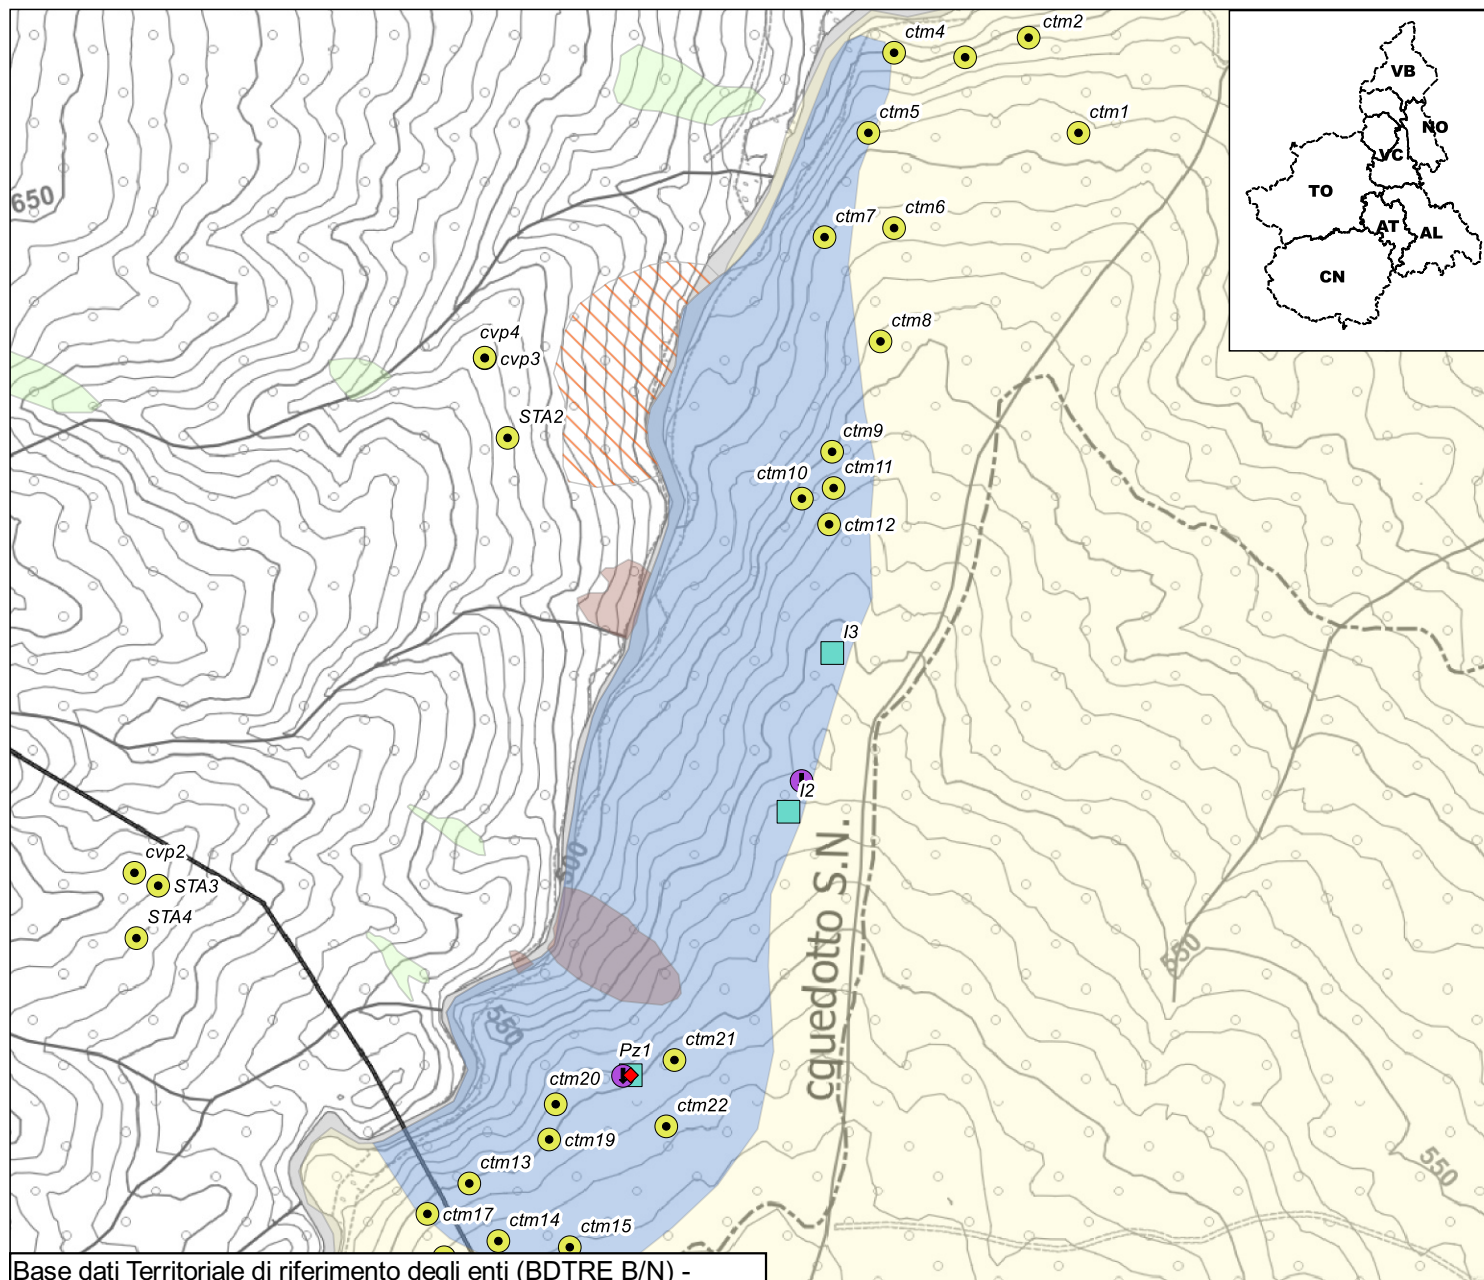 ctm4
ctm2
VB
ctm5
ctm1
NO
VC
650
TO
ctm7
ctm6
AT
AL
CN
ctm8
cvp4
cvp3
STA2
ctm9
ctm10
ctm11
ctm12
I3
I2
cvp2
STA3
STA4
cquedotto S.N.
550
550
Pz1
ctm21
ctm20
ctm22
ctm19
550
ctm13
ctm17
ctm14
ctm15
Base dati Territoriale di riferimento degli enti (BDTRE B/N) -